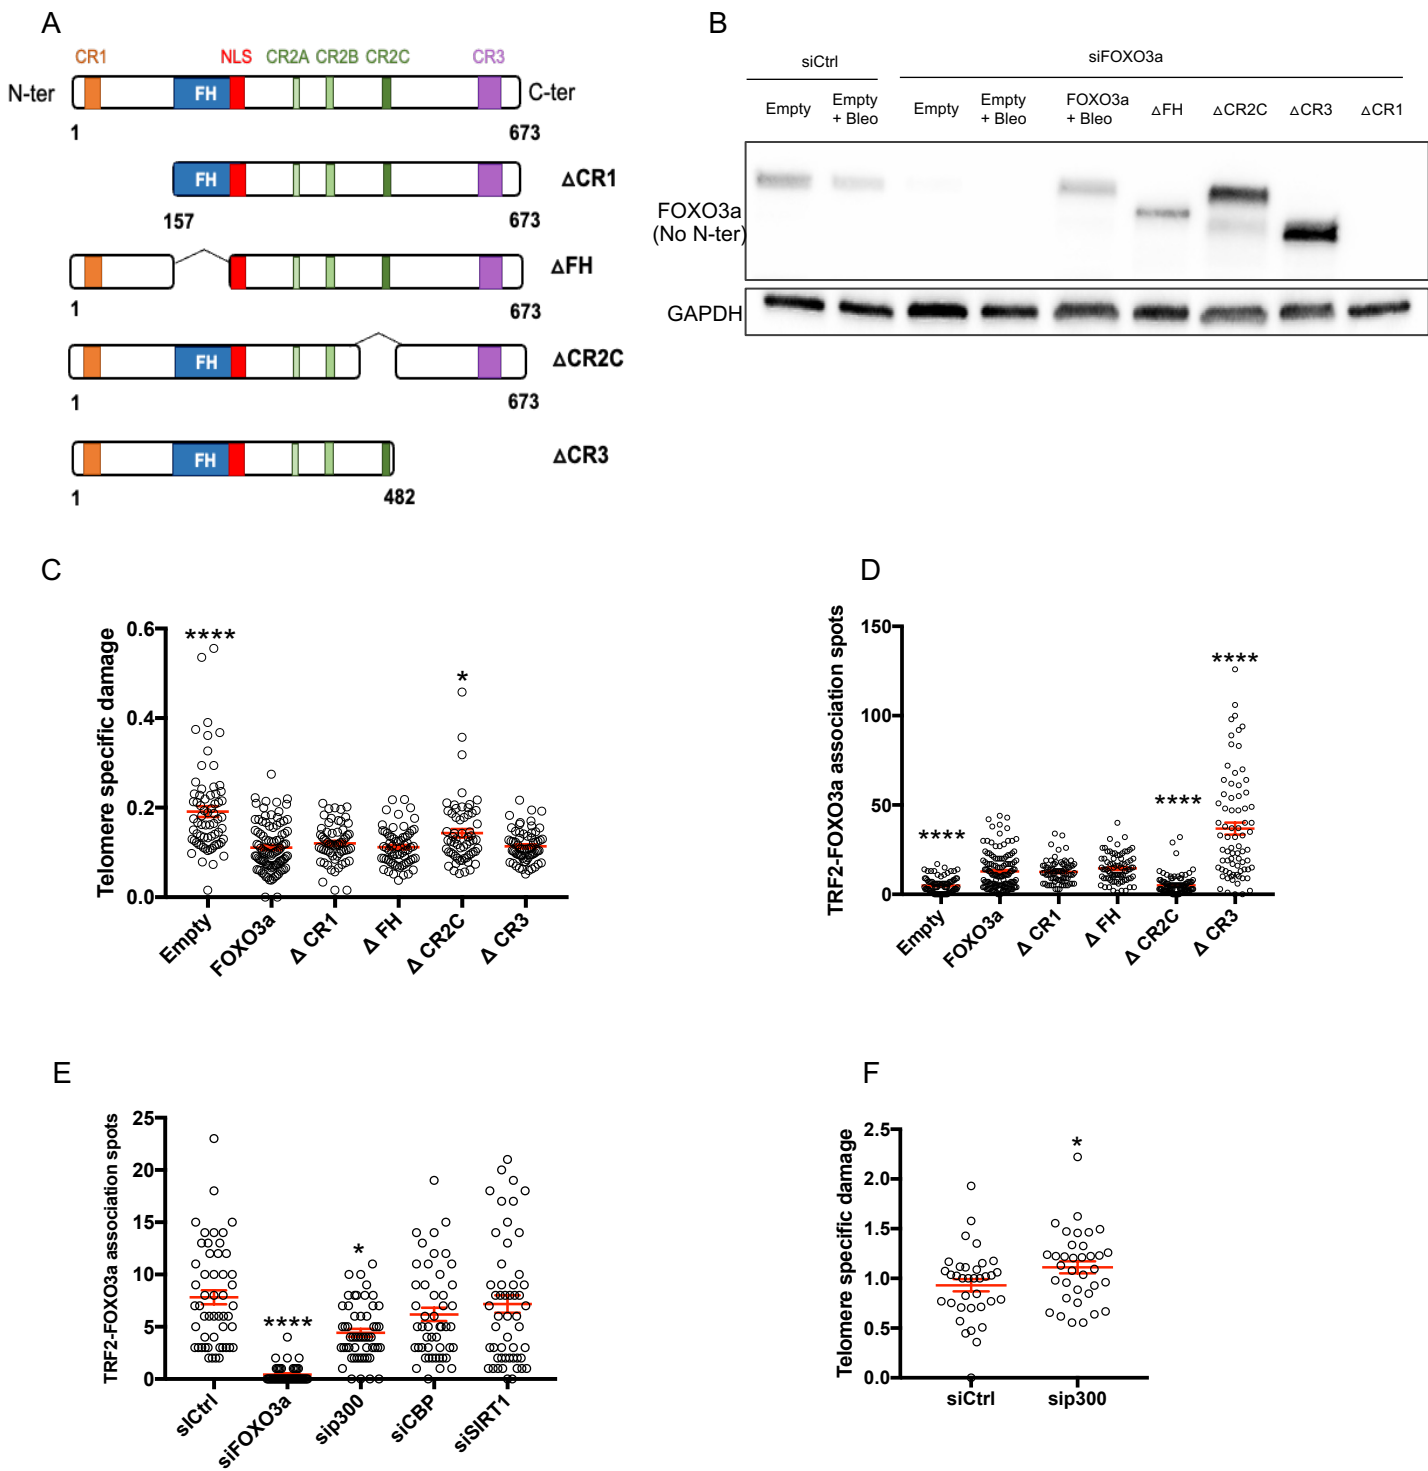 A
CR1 NLS CR2A CR2B CR2C CR3
N-ter FH C-ter
1 673
FH ΔCR1
157 673
ΔFH
1 673
FH ΔCR2C
1 673
FH ΔCR3
1 482
B
siCtrl siFOXO3a
Empty Empty + Bleo Empty Empty + Bleo FOXO3a + Bleo ΔFH ΔCR2C ΔCR3 ΔCR1
FOXO3a
(No N-ter)
GAPDH
C
Telomere specific damage
0.6
0.4
0.2
0.0
**** *
Empty FOXO3a Δ CR1 Δ FH Δ CR2C Δ CR3
D
TRF2-FOXO3a association spots
150
100
50
0
**** **** ****
Empty FOXO3a Δ CR1 Δ FH Δ CR2C Δ CR3
E
TRF2-FOXO3a association spots
25
20
15
10
5
0
**** *
siCtrl siFOXO3a sip300 siCBP siSIRT1
F
Telomere specific damage
2.5
2.0
1.5
1.0
0.5
0.0
*
siCtrl sip300